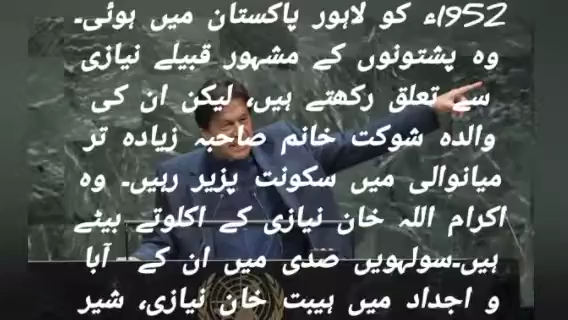 1952ء کو لاہور پاکستان میں ہوئی۔
وہ پشتونوں کے مشہور قبیلے نیازی
سے تعلق رکھتے ہیں، لیکن ان کی
والدہ شوکت خانم صاحبہ زیادہ تر
میانوالی میں سکونت پزیر رہیں۔ وہ
اکرام اللہ خان نیازی کے اکلوتے بیٹے
ہیں۔سولہویں صدی میں ان کے آبا
و اجداد میں ہیبت خان نیازی، شیر